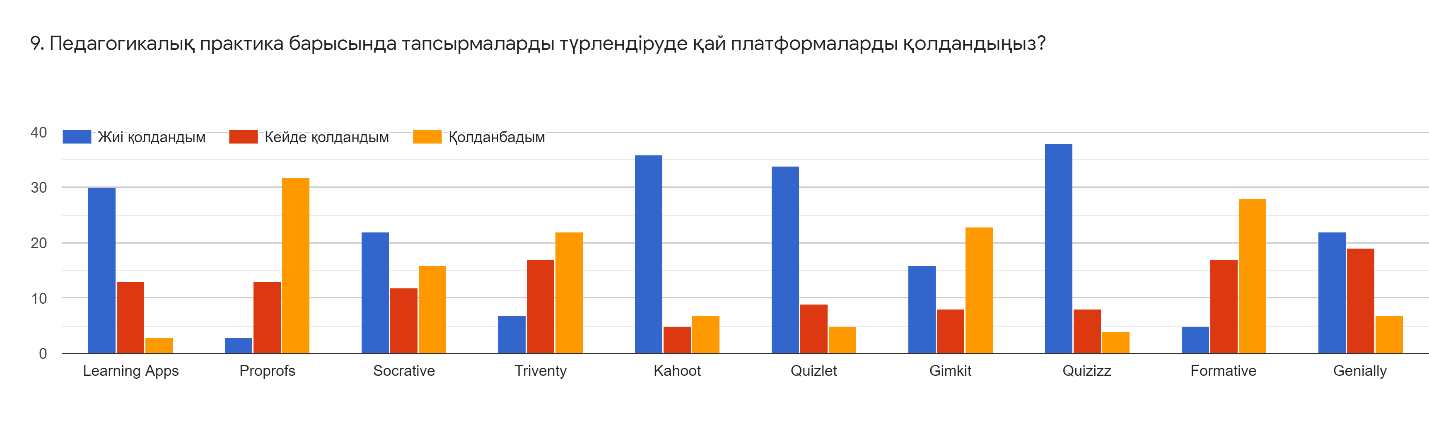 9. Педагогикалық практика барысында тапсырмаларды түрлендіруде қай платформаларды қолдандыңыз?
40
Жиі қолдандым Кейде қолдандым Қолданбадым
30
20
10
0
Learning Apps Proprofs Socrative Triventy Kahoot Quizlet Gimkit Quizizz Formative Genially